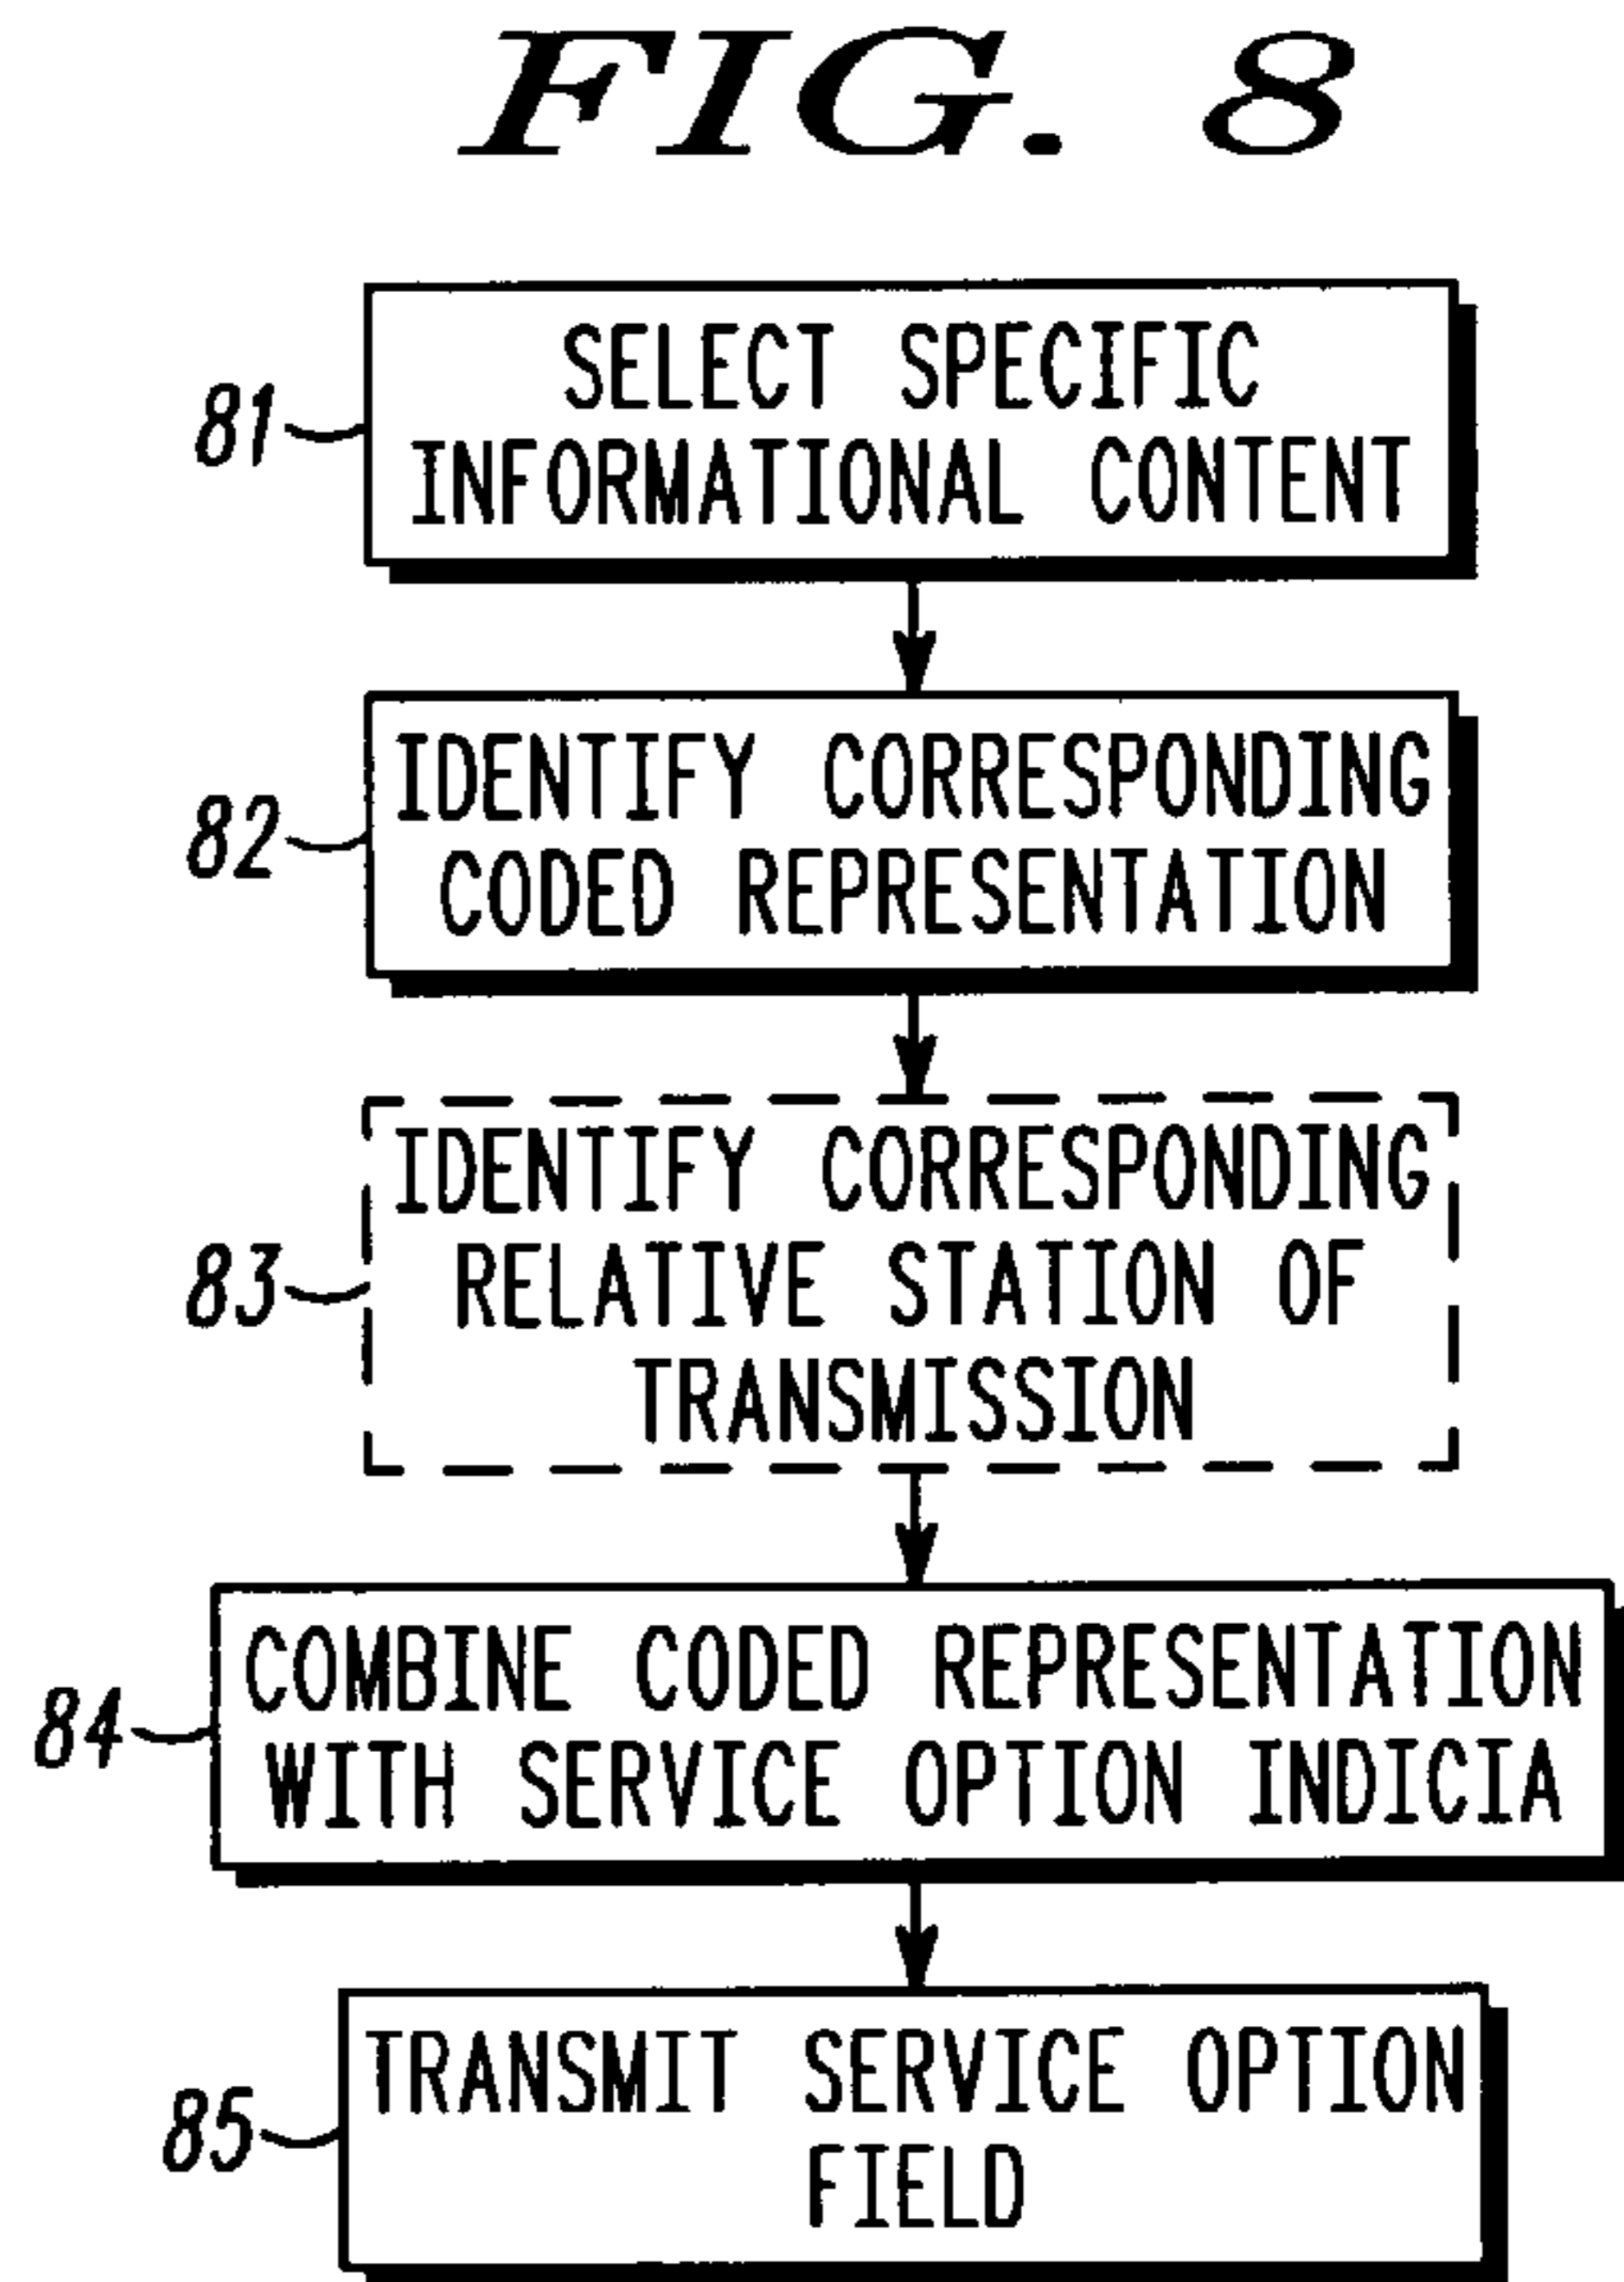 FIG. 8
81
SELECT SPECIFIC
INFORMATIONAL CONTENT
82
IDENTIFY CORRESPONDING
CODED REPRESENTATION
83
IDENTIFY CORRESPONDING
RELATIVE STATION OF
TRANSMISSION
84
COMBINE CODED REPRESENTATION
WITH SERVICE OPTION INDICIA
85
TRANSMIT SERVICE OPTION
FIELD